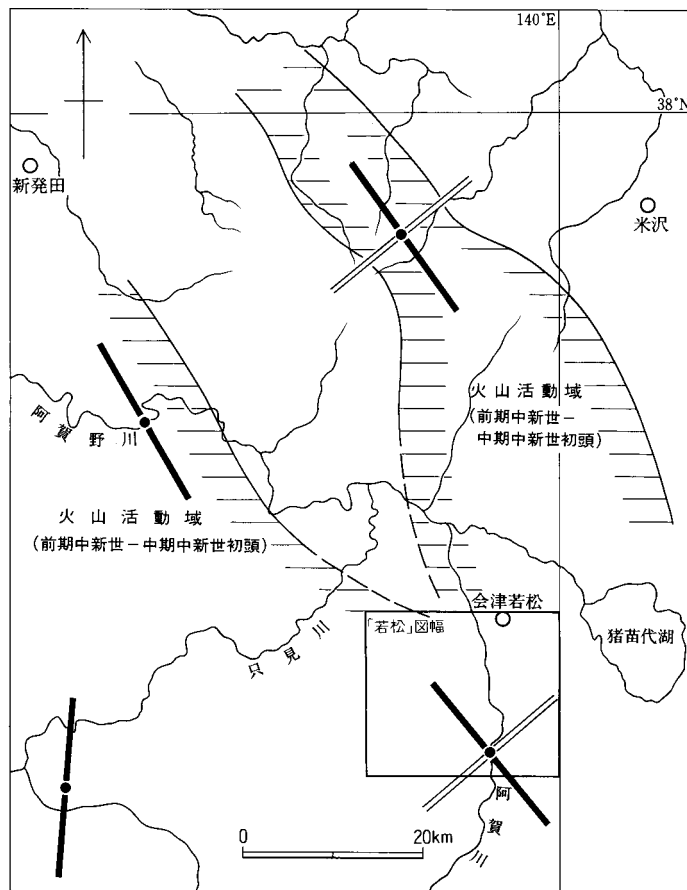 140°E
38°N
新発田
米沢
火山活動域
(前期中新世－
中期中新世初頭)
阿賀野川
火山活動域
(前期中新世－中期中新世初頭)
会津若松
「若松」図幅
猪苗代湖
只見川
阿賀川
0
20km